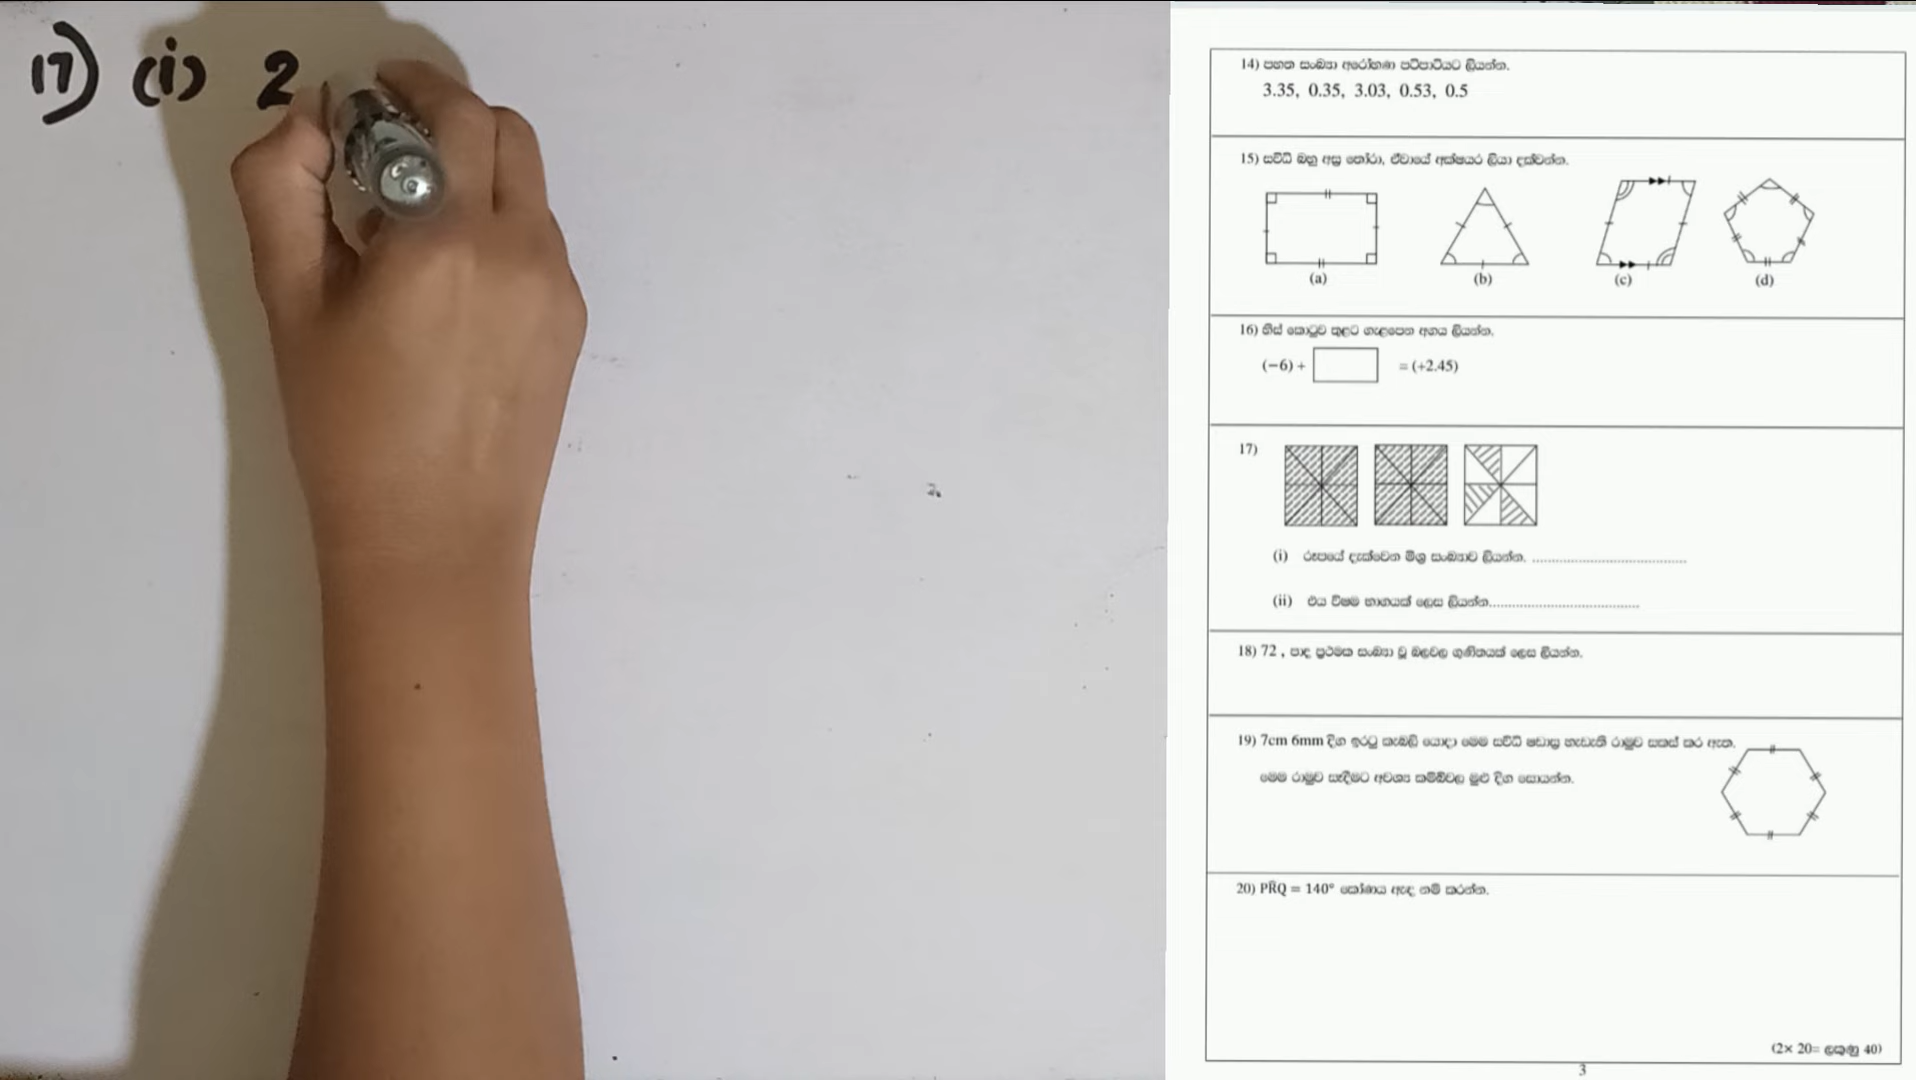 17) (i) 2
14) පහත සංඛ්‍යා ආරෝහණ පටිපාටියට ලියන්න.
3.35, 0.35, 3.03, 0.53, 0.5
15) සවිධි බහු අස්‍ර තෝරා, ඒවායේ අක්ෂයර ලියා දක්වන්න.
(a) (b) (c) (d)
16) හිස් කොටුව තුළට ගැළපෙන අගය ලියන්න.
(−6) + = (+2.45)
17)
(i) රූපයේ දැක්වෙන මිශ්‍ර සංඛ්‍යාව ලියන්න. ........................................
(ii) එය විෂම භාගයක් ලෙස ලියන්න.......................................
18) 72 , පාද ප්‍රථමක සංඛ්‍යා වූ බලවල ගුණිතයක් ලෙස ලියන්න.
19) 7cm 6mm දිග ඉරටු කැබලි යොදා මෙම සවිධි ෂඩාස්‍ර හැඩැති රාමුව සකස් කර ඇත.
මෙම රාමුව සෑදීමට අවශ්‍ය කම්බිවල මුළු දිග සොයන්න.
20) PR̂Q = 140° කෝණය ඇඳ නම් කරන්න.
(2× 20= ලකුණු 40)
3